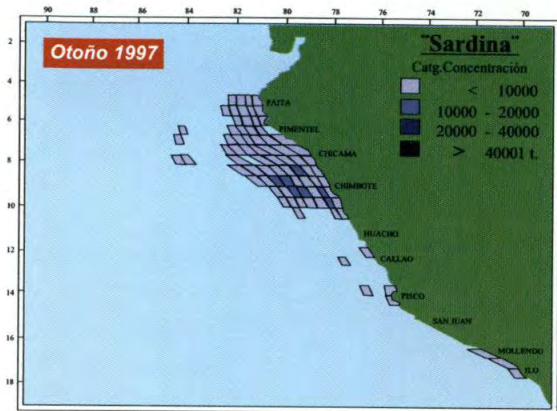 90 88 86 84 82 80 78 76 74 72 70
2
4
6
8
10
12
14
16
18
Otoño 1997
"Sardina"
Catg.Concentración
< 10000
10000 - 20000
20000 - 40000
> 40001 t.
PAITA
PIMENTEL
CHICAMA
CHIMBOTE
HUACHO
CALLAO
PISCO
SAN JUAN
MOLLENDO
ILO